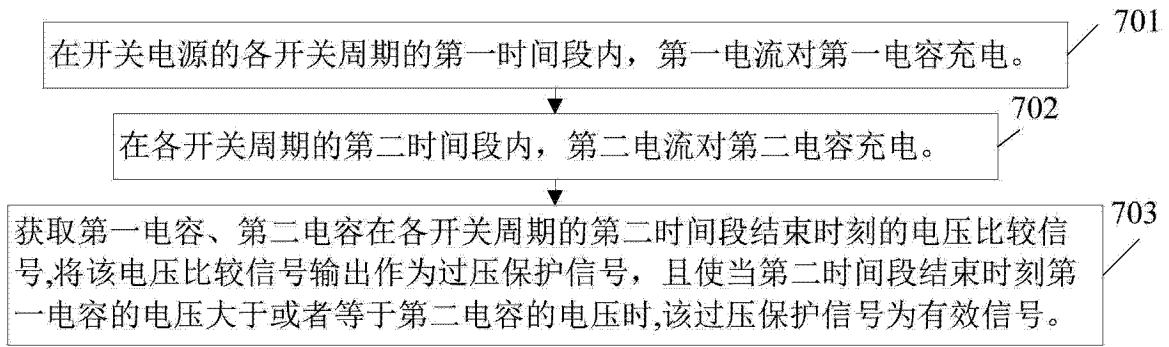 在开关电源的各开关周期的第一时间段内，第一电流对第一电容充电。
701
在各开关周期的第二时间段内，第二电流对第二电容充电。
702
获取第一电容、第二电容在各开关周期的第二时间段结束时刻的电压比较信
号,将该电压比较信号输出作为过压保护信号，且使当第二时间段结束时刻第
一电容的电压大于或者等于第二电容的电压时,该过压保护信号为有效信号。
703